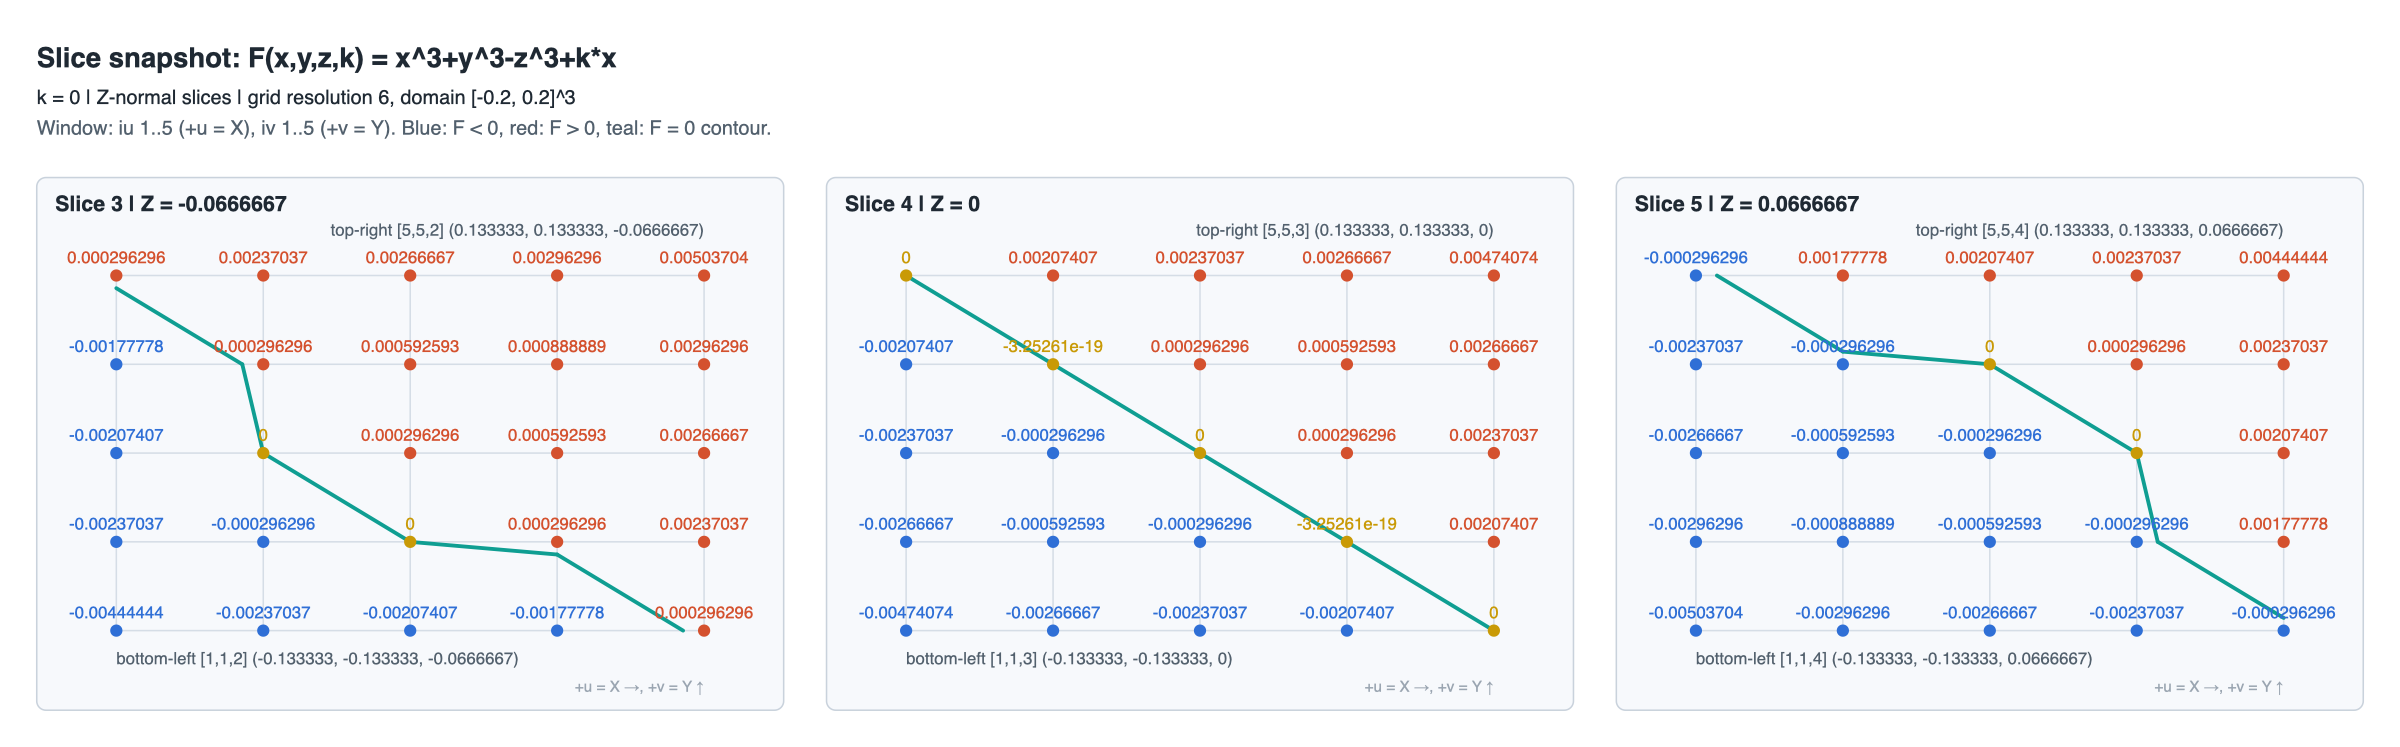 Slice snapshot: F(x,y,z,k) = x^3+y^3-z^3+k*x
k = 0 | Z-normal slices | grid resolution 6, domain [-0.2, 0.2]^3
Window: iu 1..5 (+u = X), iv 1..5 (+v = Y). Blue: F < 0, red: F > 0, teal: F = 0 contour.
Slice 3 | Z = -0.0666667
top-right [5,5,2] (0.133333, 0.133333, -0.0666667)
0.000296296 0.00237037 0.00266667 0.00296296 0.00503704
-0.00177778 0.000296296 0.000592593 0.000888889 0.00296296
-0.00207407 0 0.000296296 0.000592593 0.00266667
-0.00237037 -0.000296296 0 0.000296296 0.00237037
-0.00444444 -0.00237037 -0.00207407 -0.00177778 0.000296296
bottom-left [1,1,2] (-0.133333, -0.133333, -0.0666667)
+u = X →, +v = Y ↑
Slice 4 | Z = 0
top-right [5,5,3] (0.133333, 0.133333, 0)
0 0.00207407 0.00237037 0.00266667 0.00474074
-0.00207407 -3.25261e-19 0.000296296 0.000592593 0.00266667
-0.00237037 -0.000296296 0 0.000296296 0.00237037
-0.00266667 -0.000592593 -0.000296296 -3.25261e-19 0.00207407
-0.00474074 -0.00266667 -0.00237037 -0.00207407 0
bottom-left [1,1,3] (-0.133333, -0.133333, 0)
+u = X →, +v = Y ↑
Slice 5 | Z = 0.0666667
top-right [5,5,4] (0.133333, 0.133333, 0.0666667)
-0.000296296 0.00177778 0.00207407 0.00237037 0.00444444
-0.00237037 -0.000296296 0 0.000296296 0.00237037
-0.00266667 -0.000592593 -0.000296296 0 0.00207407
-0.00296296 -0.000888889 -0.000592593 -0.000296296 0.00177778
-0.00503704 -0.00296296 -0.00266667 -0.00237037 -0.000296296
bottom-left [1,1,4] (-0.133333, -0.133333, 0.0666667)
+u = X →, +v = Y ↑